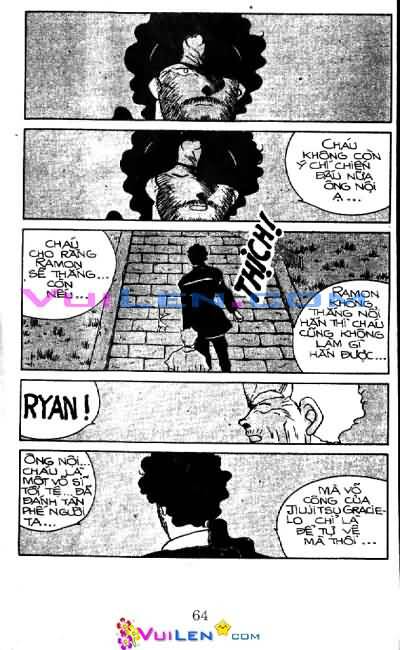 CHÁU
KHÔNG CÒN
Ý CHÍ CHIẾN
ĐẤU NỮA
ÔNG NỘI
Ạ...
CHÁU
CHO RẰNG
RAMON
SẼ THẮNG...
CÒN
NẾU...
THỊCH!
RAMON
KHÔNG
THẮNG NỔI
HẮN THÌ CHÁU
CŨNG KHÔNG
LÀM GÌ
HẮN ĐƯỢC...
VUILEN.COM
RYAN!
ÔNG NỘI...
CHÁU LÀ
MỘT VÕ SĨ
TỒI TỆ... ĐÃ
ĐÁNH TÀN
PHẾ NGƯỜI
TA...
MÀ VÕ
CÔNG CỦA
JIUJITSU GRACIE-
LO CHỈ LÀ
ĐỂ TỰ VỆ
MÀ THÔI...
64
VUILEN.COM